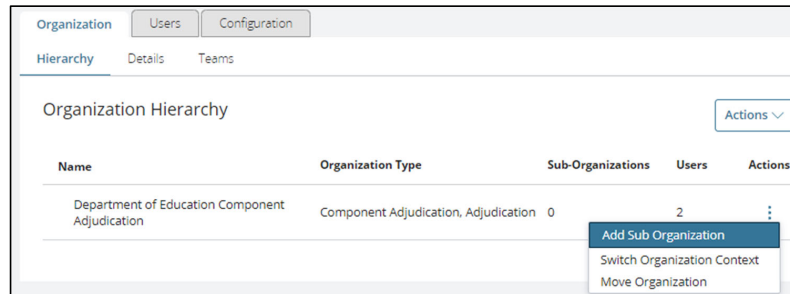 Organization Users Configuration
Hierarchy Details Teams
Organization Hierarchy
Actions
Name Organization Type Sub-Organizations Users Actions
Department of Education Component
Adjudication
Component Adjudication, Adjudication 0 2
Add Sub Organization
Switch Organization Context
Move Organization